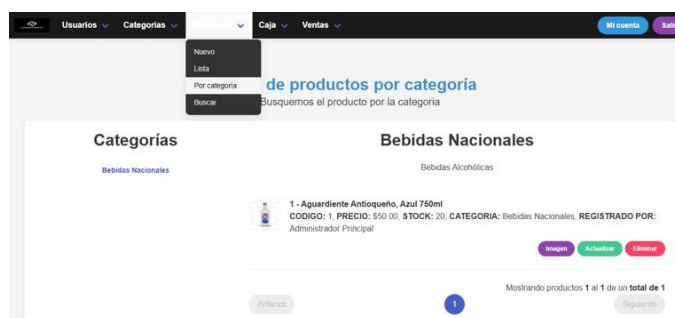 Usuarios Categorías Caja Ventas Mi cuenta
Nuevo
Lista
Por categoría
Buscar
de productos por categoría
Busquemos el producto por la categoria
Categorías
Bebidas Nacionales
Bebidas Nacionales
Bebidas Alcohólicas
1 - Aguardiente Antioqueño, Azul 750ml
CODIGO: 1, PRECIO: $50.00, STOCK: 20, CATEGORIA: Bebidas Nacionales, REGISTRADO POR:
Administrador Principal
Imagen Actualizar Eliminar
Mostrando productos 1 al 1 de un total de 1
Anterior 1 Siguiente